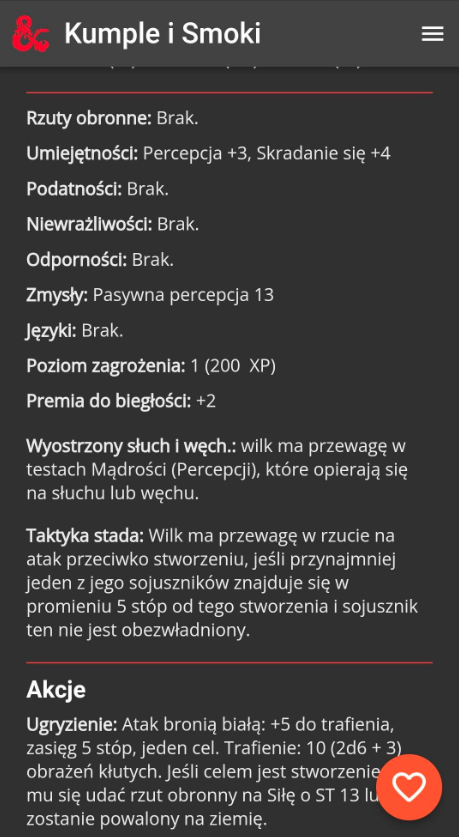 Kumple i Smoki
Rzuty obronne: Brak.
Umiejętności: Percepcja +3, Skradanie się +4
Podatności: Brak.
Niewrażliwości: Brak.
Odporności: Brak.
Zmysły: Pasywna percepcja 13
Języki: Brak.
Poziom zagrożenia: 1 (200 XP)
Premia do biegłości: +2
Wyostrzony słuch i węch.: wilk ma przewagę w
testach Mądrości (Percepcji), które opierają się
na słuchu lub węchu.
Taktyka stada: Wilk ma przewagę w rzucie na
atak przeciwko stworzeniu, jeśli przynajmniej
jeden z jego sojuszników znajduje się w
promieniu 5 stóp od tego stworzenia i sojusznik
ten nie jest obezwładniony.
Akcje
Ugryzienie: Atak bronią białą: +5 do trafienia,
zasięg 5 stóp, jeden cel. Trafienie: 10 (2d6 + 3)
obrażeń kłutych. Jeśli celem jest stworzenie
mu się udać rzut obronny na Siłę o ST 13
zostanie powalony na ziemię.